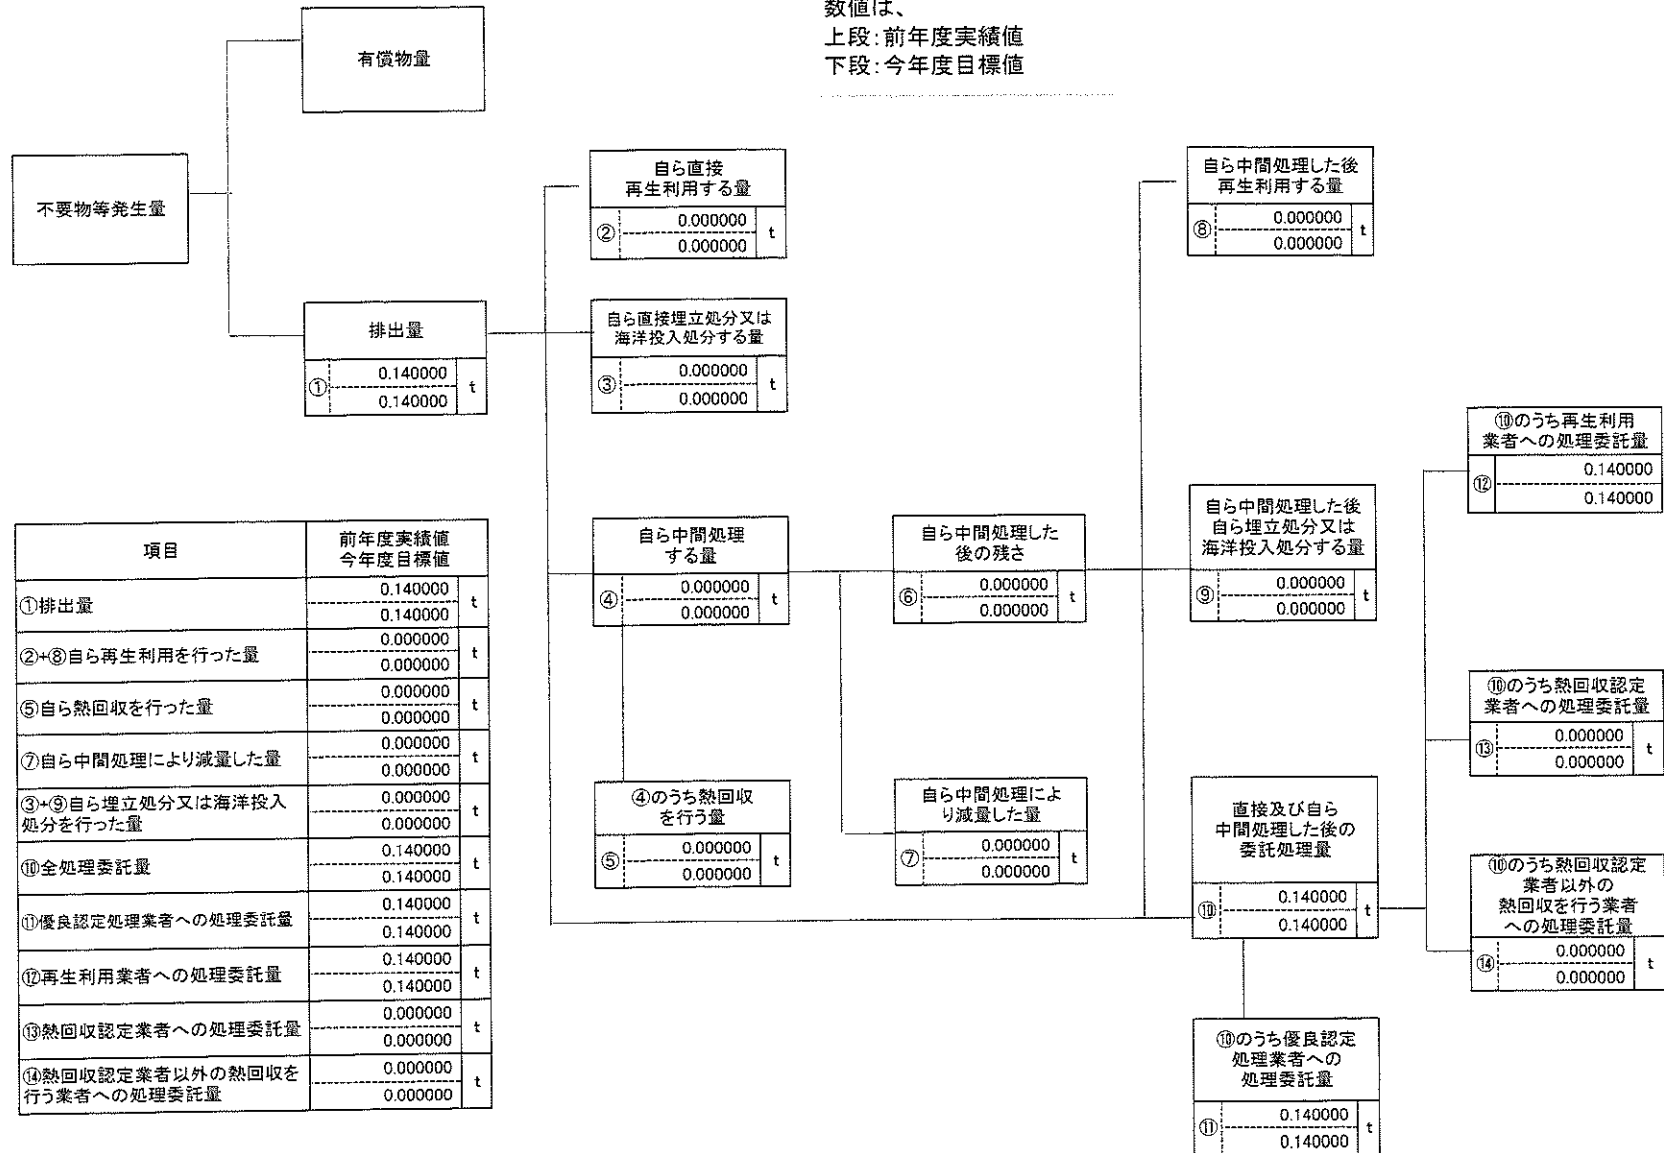 数値は、
上段:前年度実績値
下段:今年度目標値
有償物量
不要物等発生量
排出量
① 0.140000 t
0.140000
自ら直接
再生利用する量
② 0.000000 t
0.000000
自ら直接埋立処分又は
海洋投入処分する量
③ 0.000000 t
0.000000
自ら中間処理
する量
④ 0.000000 t
0.000000
④のうち熱回収
を行う量
⑤ 0.000000 t
0.000000
自ら中間処理した
後の残さ
⑥ 0.000000 t
0.000000
自ら中間処理によ
り減量した量
⑦ 0.000000 t
0.000000
自ら中間処理した後
再生利用する量
⑧ 0.000000 t
0.000000
自ら中間処理した後
自ら埋立処分又は
海洋投入処分する量
⑨ 0.000000 t
0.000000
直接及び自ら
中間処理した後の
委託処理量
⑩ 0.140000 t
0.140000
⑩のうち優良認定
処理業者への
処理委託量
⑪ 0.140000 t
0.140000
⑩のうち再生利用
業者への処理委託量
⑫ 0.140000
0.140000
⑩のうち熱回収認定
業者への処理委託量
⑬ 0.000000 t
0.000000
⑩のうち熱回収認定
業者以外の
熱回収を行う業者
への処理委託量
⑭ 0.000000 t
0.000000
項目
前年度実績値
今年度目標値
①排出量 0.140000 t
0.140000
②+⑧自ら再生利用を行った量 0.000000 t
0.000000
⑤自ら熱回収を行った量 0.000000 t
0.000000
⑦自ら中間処理により減量した量 0.000000 t
0.000000
③+⑨自ら埋立処分又は海洋投入
処分を行った量
0.000000 t
0.000000
⑩全処理委託量 0.140000 t
0.140000
⑪優良認定処理業者への処理委託量 0.140000 t
0.140000
⑫再生利用業者への処理委託量 0.140000 t
0.140000
⑬熱回収認定業者への処理委託量 0.000000 t
0.000000
⑭熱回収認定業者以外の熱回収を
行う業者への処理委託量
0.000000 t
0.000000